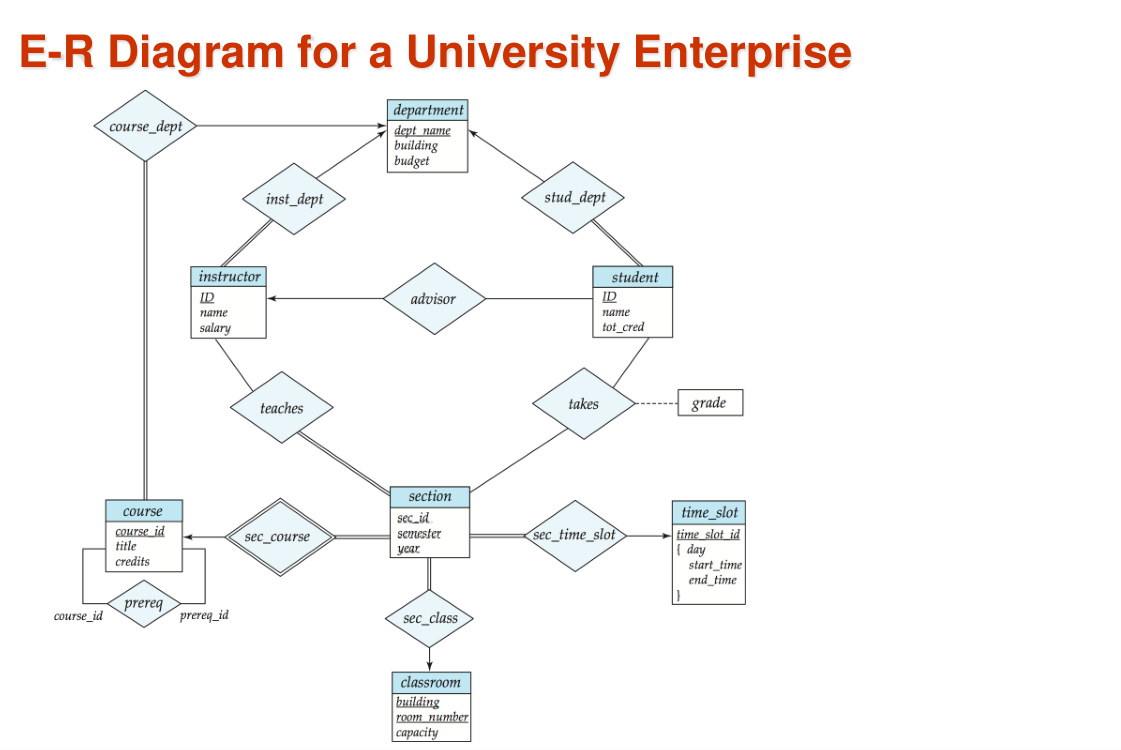 E-R Diagram for a University Enterprise
department
course_dept
dept_name
building
budget
inst_dept
stud_dept
instructor
ID
name
salary
advisor
student
ID
name
tot_cred
teaches
takes
grade
section
sec_id
semester
year
course
course_id
title
credits
sec_course
sec_time_slot
time_slot
time_slot_id
{ day
start_time
end_time
}
prereq
course_id
prereq_id
sec_class
classroom
building
room_number
capacity